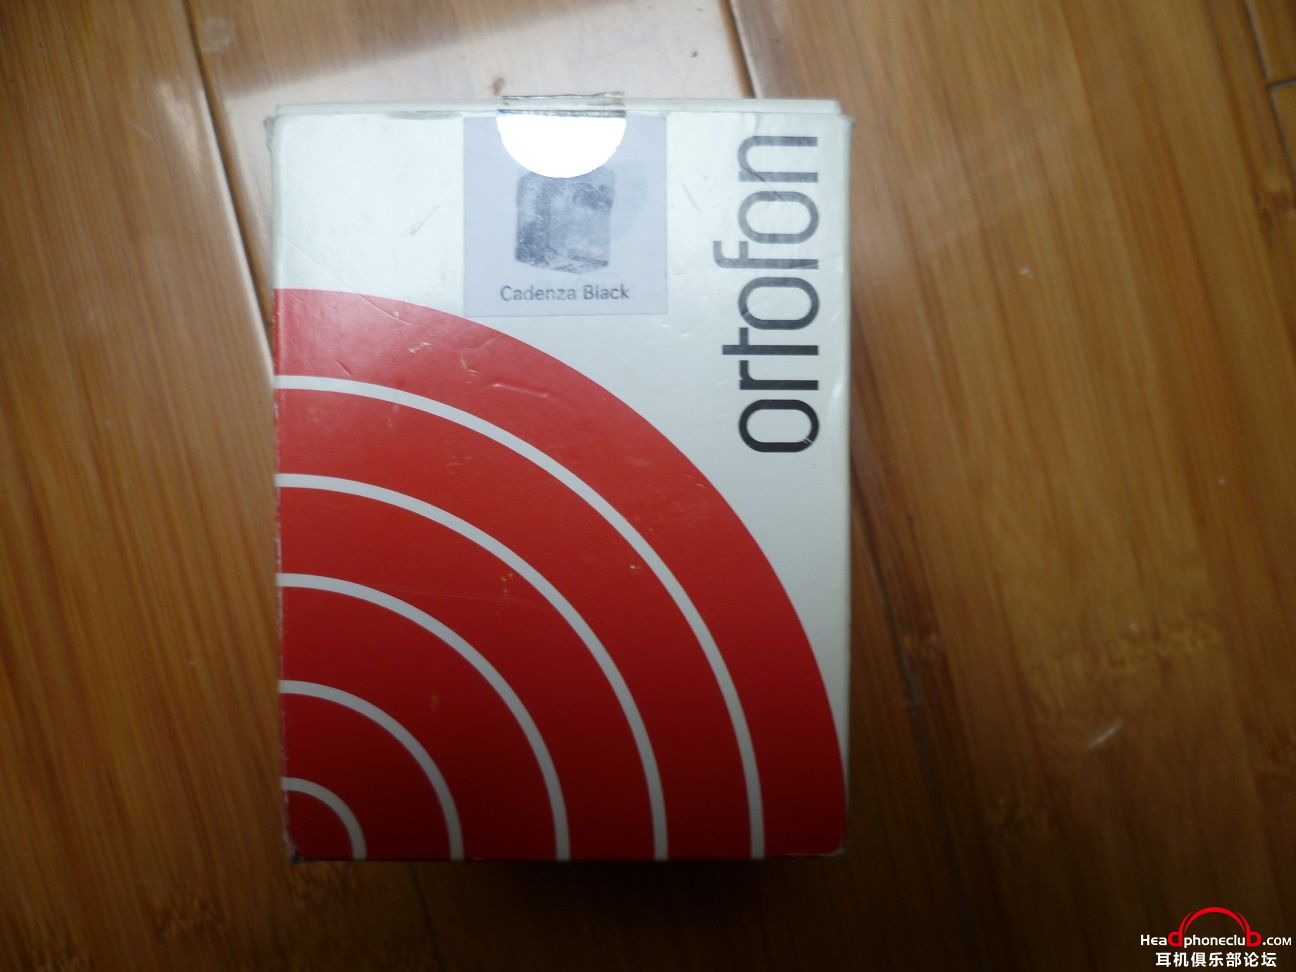 ortofon
Cadenza Black
Headphoneclub.com
耳机俱乐部论坛